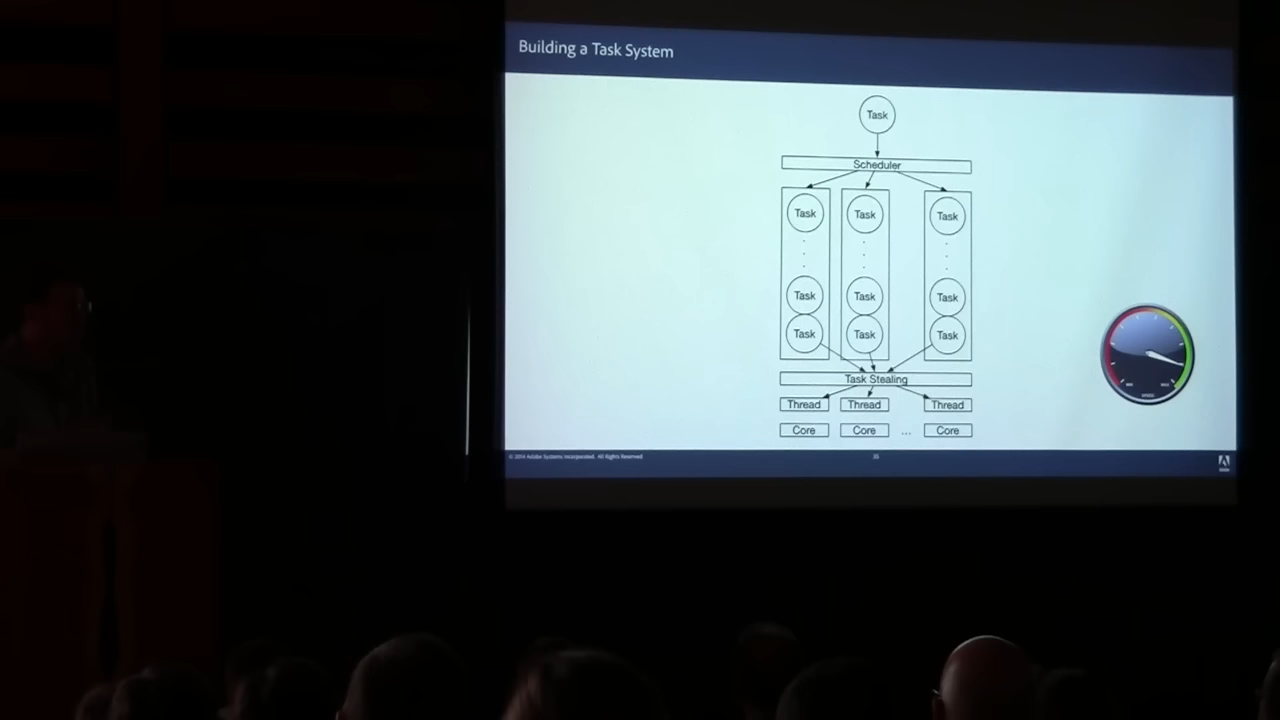 Building a Task System
Task
Scheduler
Task Task Task
Task Task Task
Task Task Task
Task Stealing
Thread Thread Thread
Core Core ... Core
© 2014 Adobe Systems Incorporated. All Rights Reserved.
35